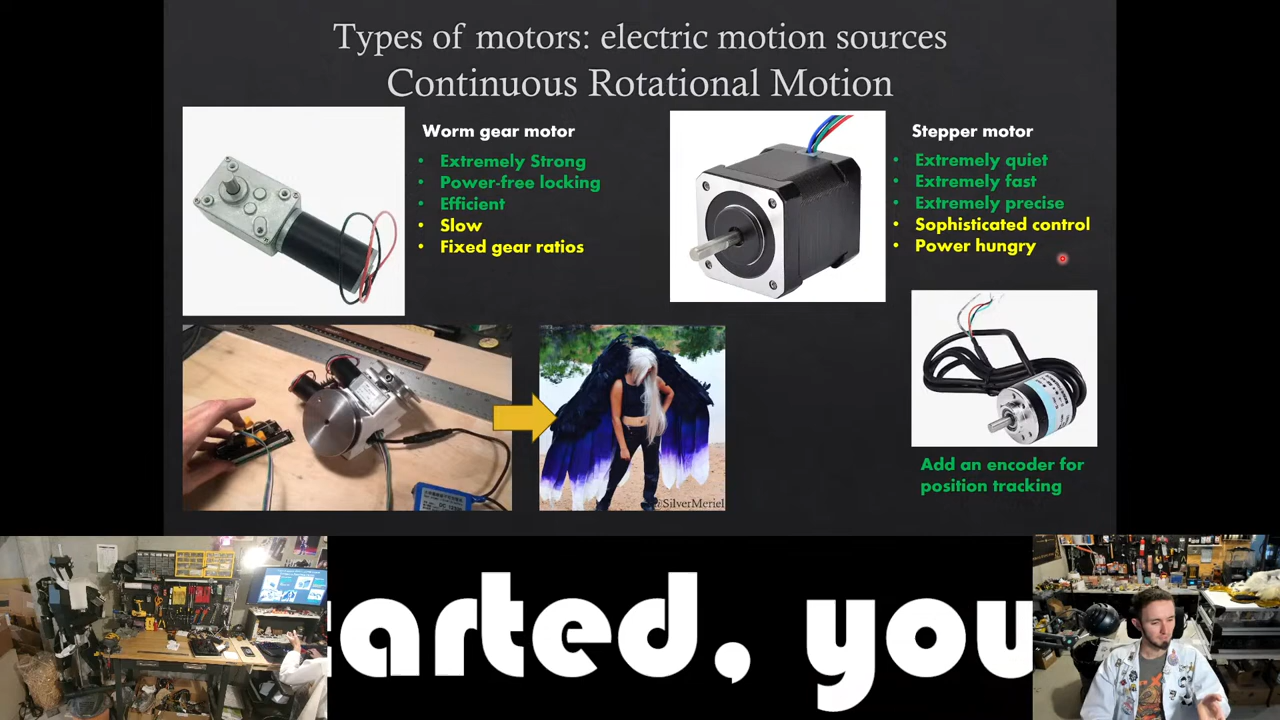 Types of motors: electric motion sources
Continuous Rotational Motion
Worm gear motor
• Extremely Strong
• Power-free locking
• Efficient
• Slow
• Fixed gear ratios
Stepper motor
• Extremely quiet
• Extremely fast
• Extremely precise
• Sophisticated control
• Power hungry
@SilverMeriel
Add an encoder for
position tracking
tarted, you